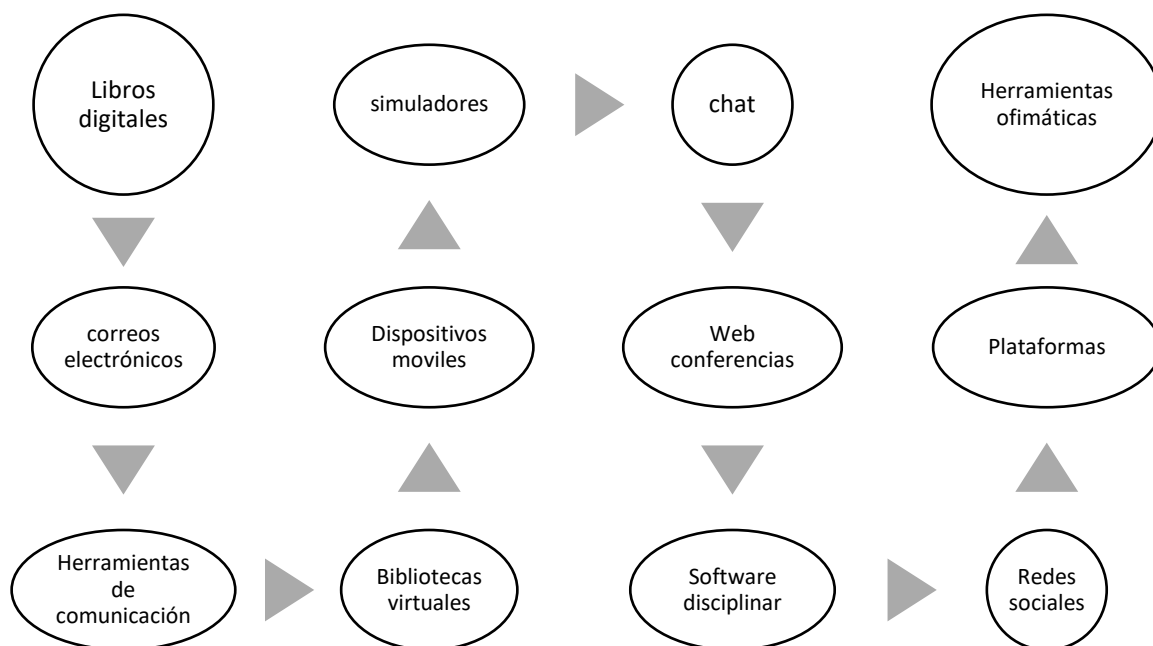 Libros
digitales
correos
electrónicos
Herramientas
de
comunicación
Bibliotecas
virtuales
Dispositivos
moviles
simuladores
chat
Web
conferencias
Software
disciplinar
Redes
sociales
Plataformas
Herramientas
ofimáticas